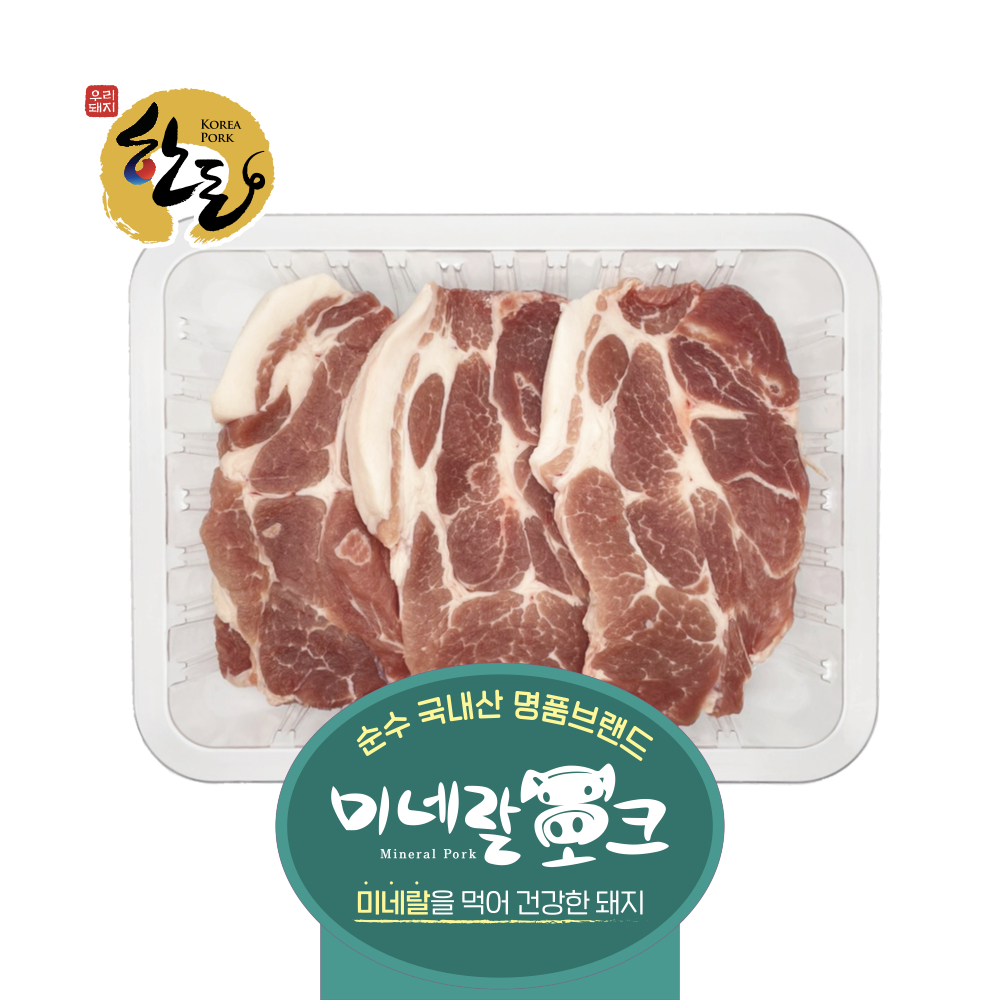 우리
돼지
한돈
KOREA
PORK
순수 국내산 명품브랜드
미네랄포크
Mineral Pork
미네랄을 먹어 건강한 돼지